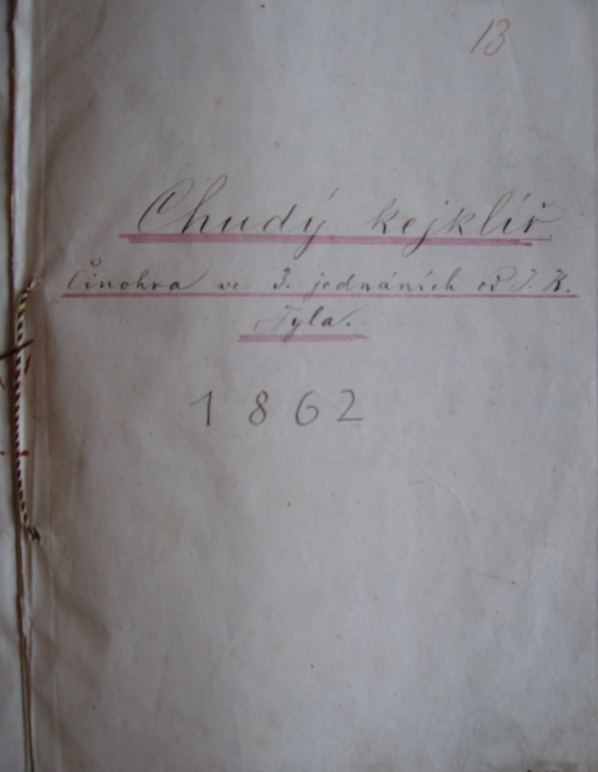 13
Chudý kejklíř
Činohra ve 3. jednáních od J. K.
Tyla.
1862